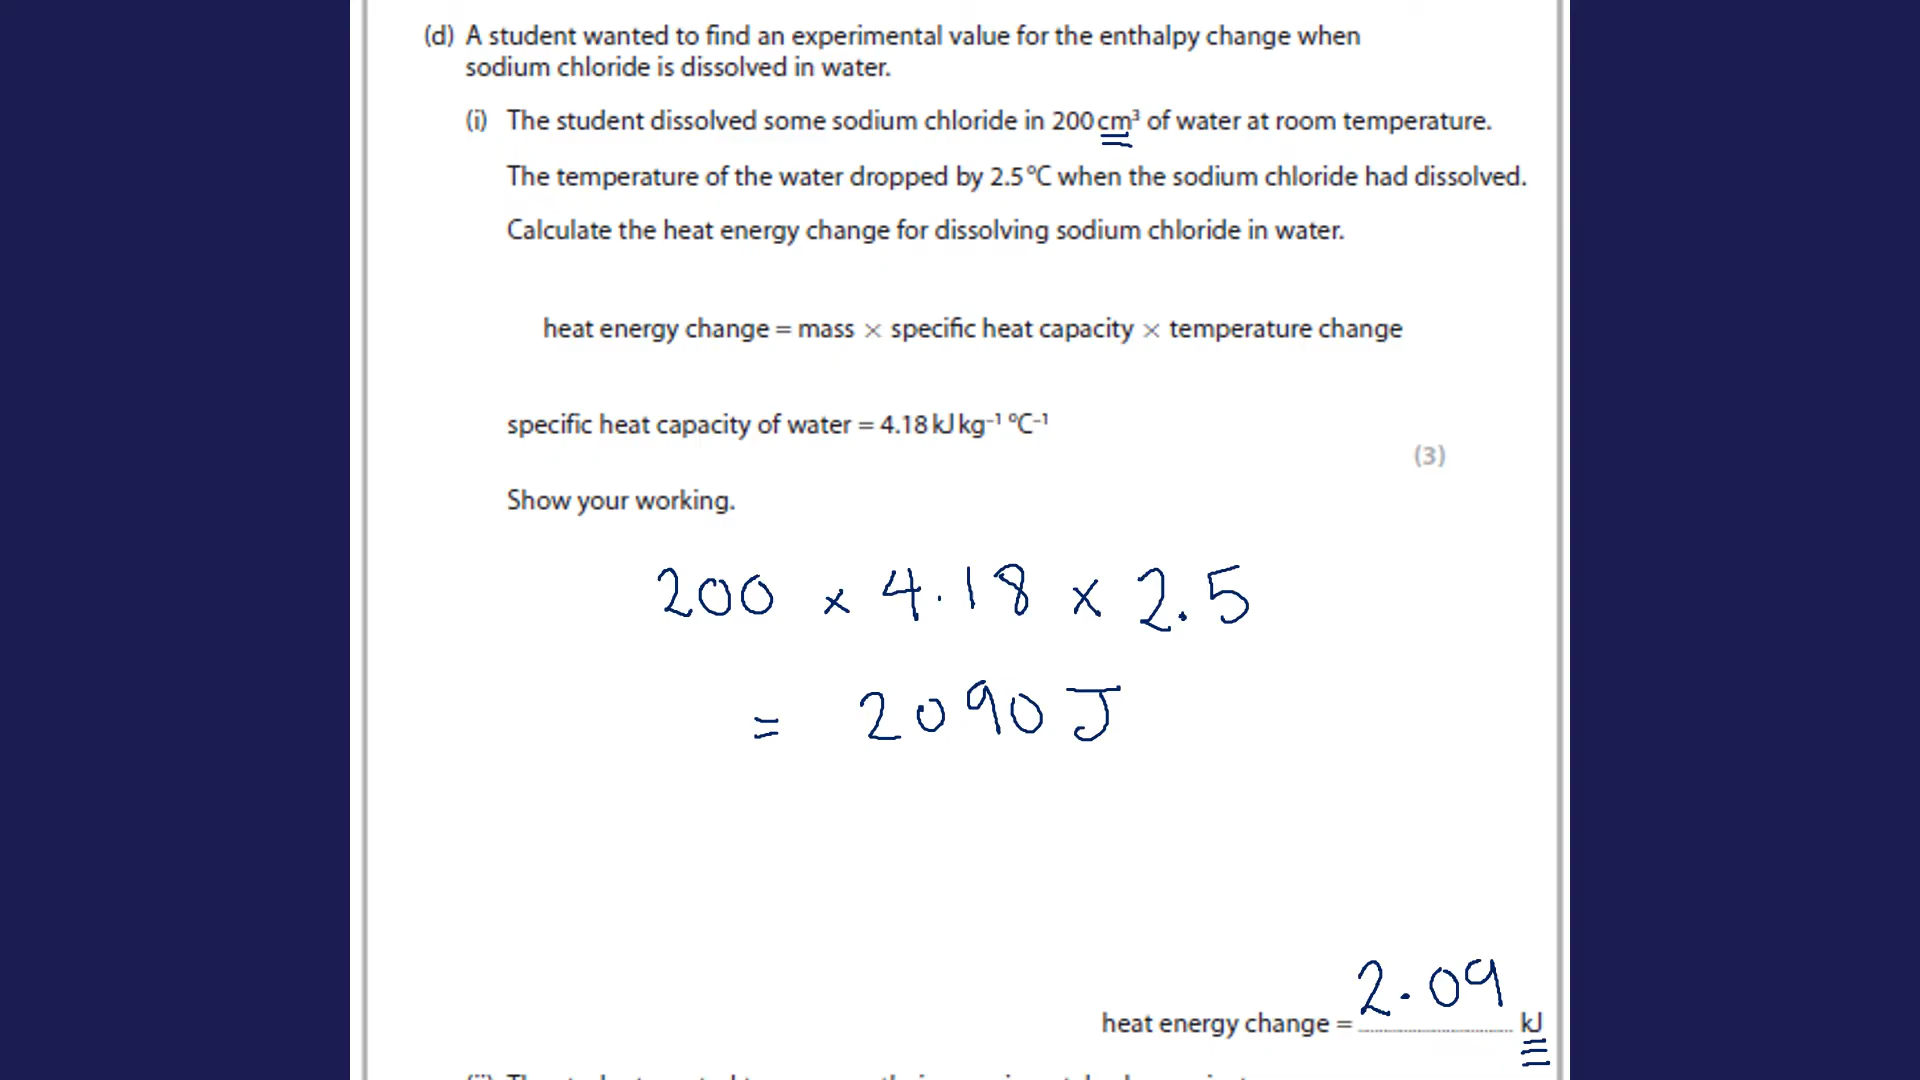 (d) A student wanted to find an experimental value for the enthalpy change when
sodium chloride is dissolved in water.
(i) The student dissolved some sodium chloride in 200 cm³ of water at room temperature.
The temperature of the water dropped by 2.5 °C when the sodium chloride had dissolved.
Calculate the heat energy change for dissolving sodium chloride in water.
heat energy change = mass × specific heat capacity × temperature change
specific heat capacity of water = 4.18 kJ kg⁻¹ °C⁻¹
(3)
Show your working.
200 × 4.18 × 2.5
= 2090 J
heat energy change = 2.09 kJ